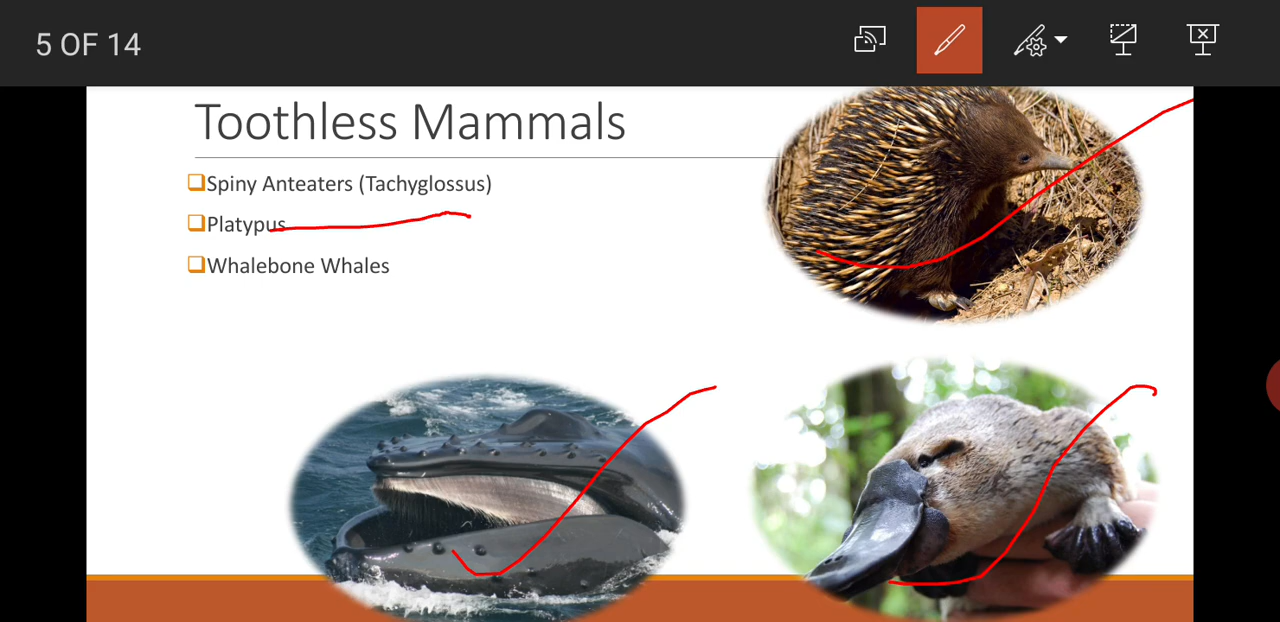 5 OF 14
Toothless Mammals
Spiny Anteaters (Tachyglossus)
Platypus
Whalebone Whales